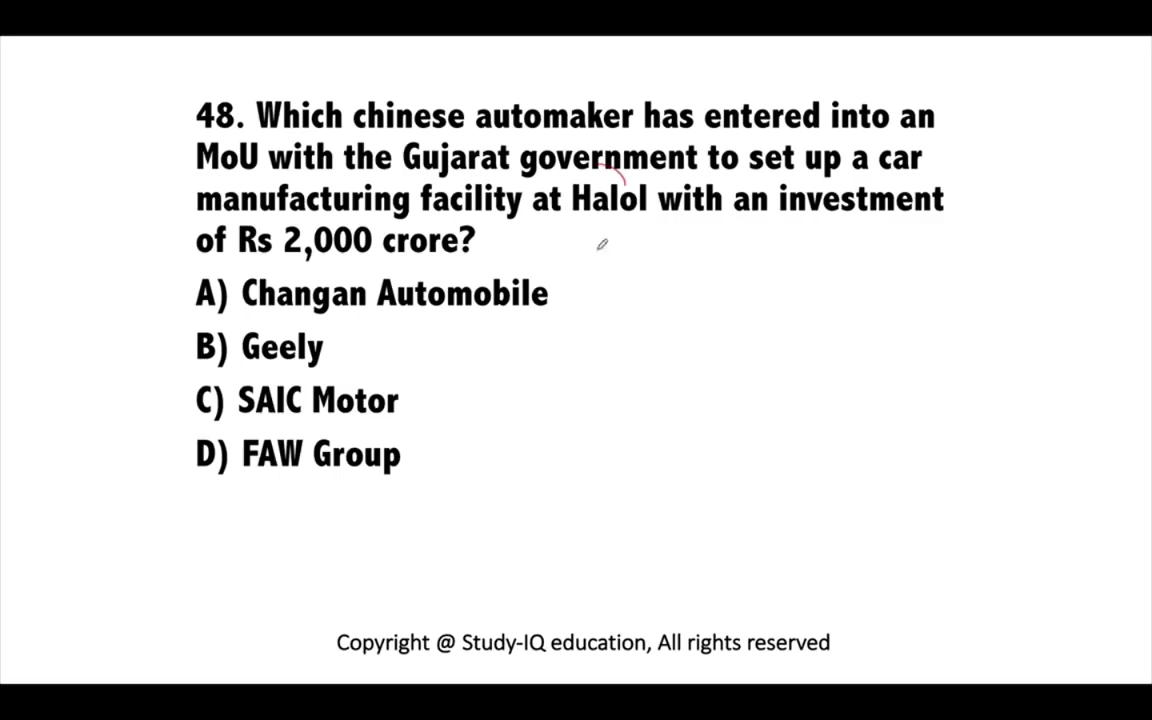 48. Which chinese automaker has entered into an
MoU with the Gujarat government to set up a car
manufacturing facility at Halol with an investment
of Rs 2,000 crore?
A) Changan Automobile
B) Geely
C) SAIC Motor
D) FAW Group
Copyright @ Study-IQ education, All rights reserved